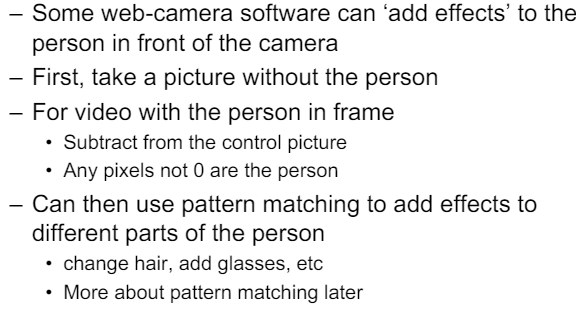 – Some web-camera software can ‘add effects’ to the
person in front of the camera
– First, take a picture without the person
– For video with the person in frame
• Subtract from the control picture
• Any pixels not 0 are the person
– Can then use pattern matching to add effects to
different parts of the person
• change hair, add glasses, etc
• More about pattern matching later